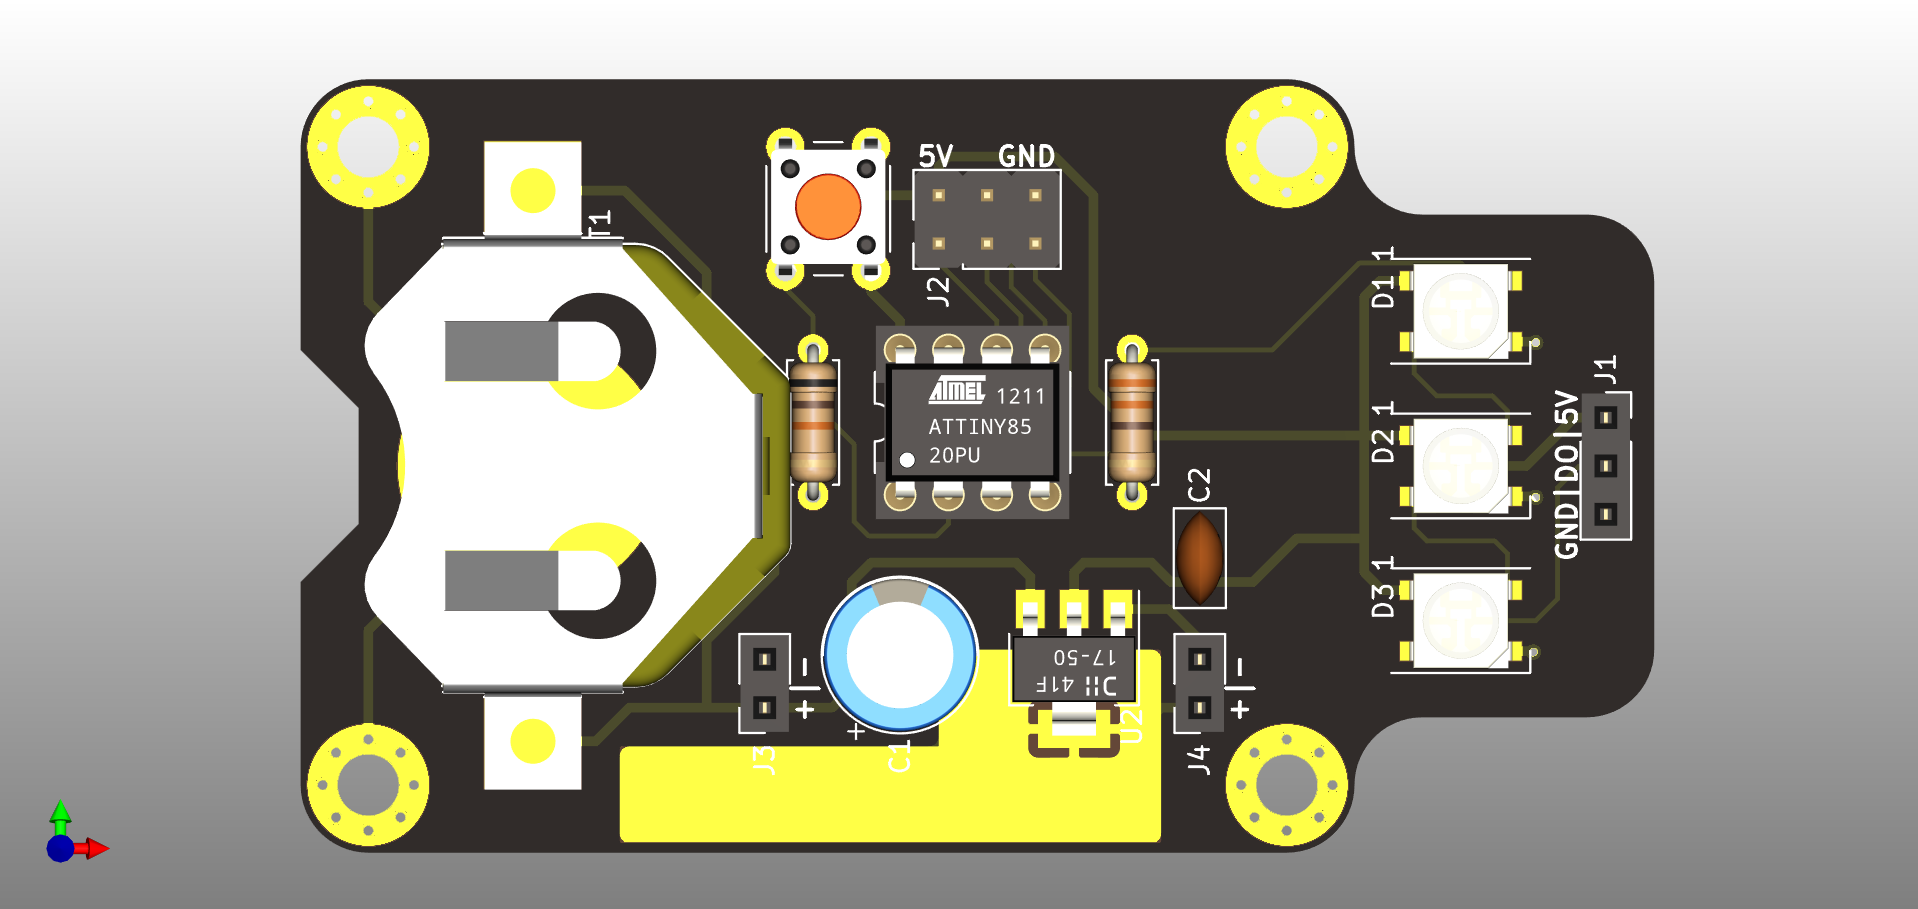 5V GND
T1
J2
ATMEL 1211
ATTINY85
20PU
D1 1
D2 1
D3 1
J1
GND|DO|5V
C2
17-50
41F
U2
- +
J3
+
C1
- +
J4